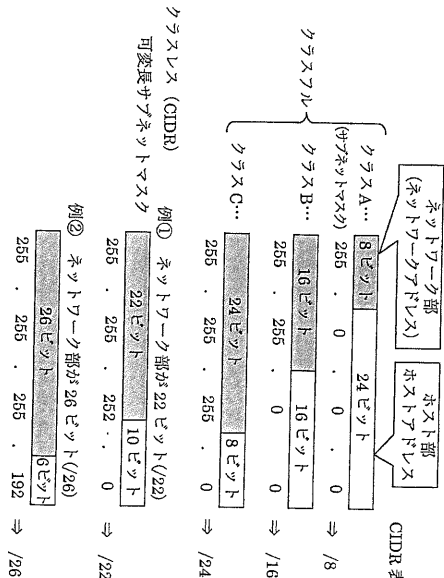 ネットワーク部
(ネットワークアドレス)
ホスト部
ホストアドレス
CIDR
クラスフル
クラスA…
8ビット
24ビット
(サブネットマスク)
255 . 0 . 0 . 0 ⇒ /8
クラスB…
16ビット
16ビット
255 . 255 . 0 . 0 ⇒ /16
クラスC…
24ビット
8ビット
255 . 255 . 255 . 0 ⇒ /24
クラスレス (CIDR)
可変長サブネットマスク
例① ネットワーク部が22ビット(/22)
22ビット
10ビット
255 . 255 . 252 . 0 ⇒ /22
例② ネットワーク部が26ビット(/26)
26ビット
6ビット
255 . 255 . 255 . 192 ⇒ /26